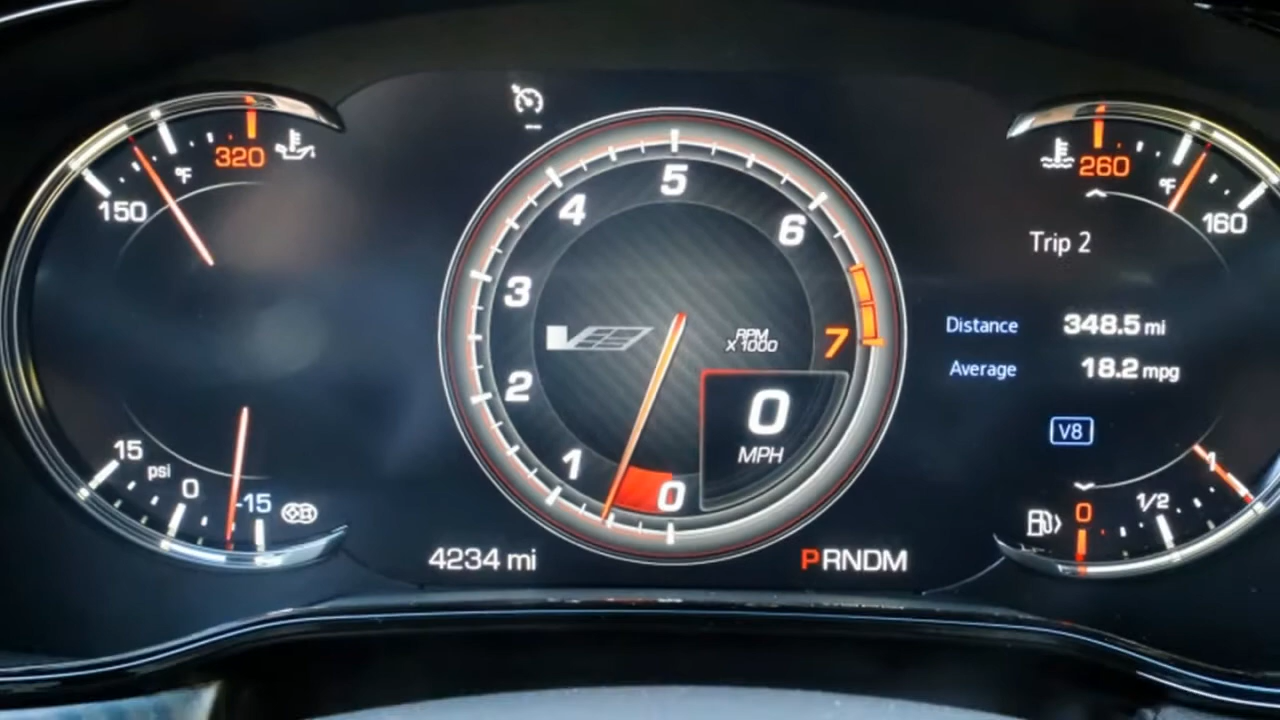 320
°F
150
15
psi
0
-15
5
4
6
3
RPM
X 1000
7
2
0
MPH
1
0
4234 mi
PRNDM
260
°F
160
Trip 2
Distance 348.5 mi
Average 18.2 mpg
V8
1
1/2
0